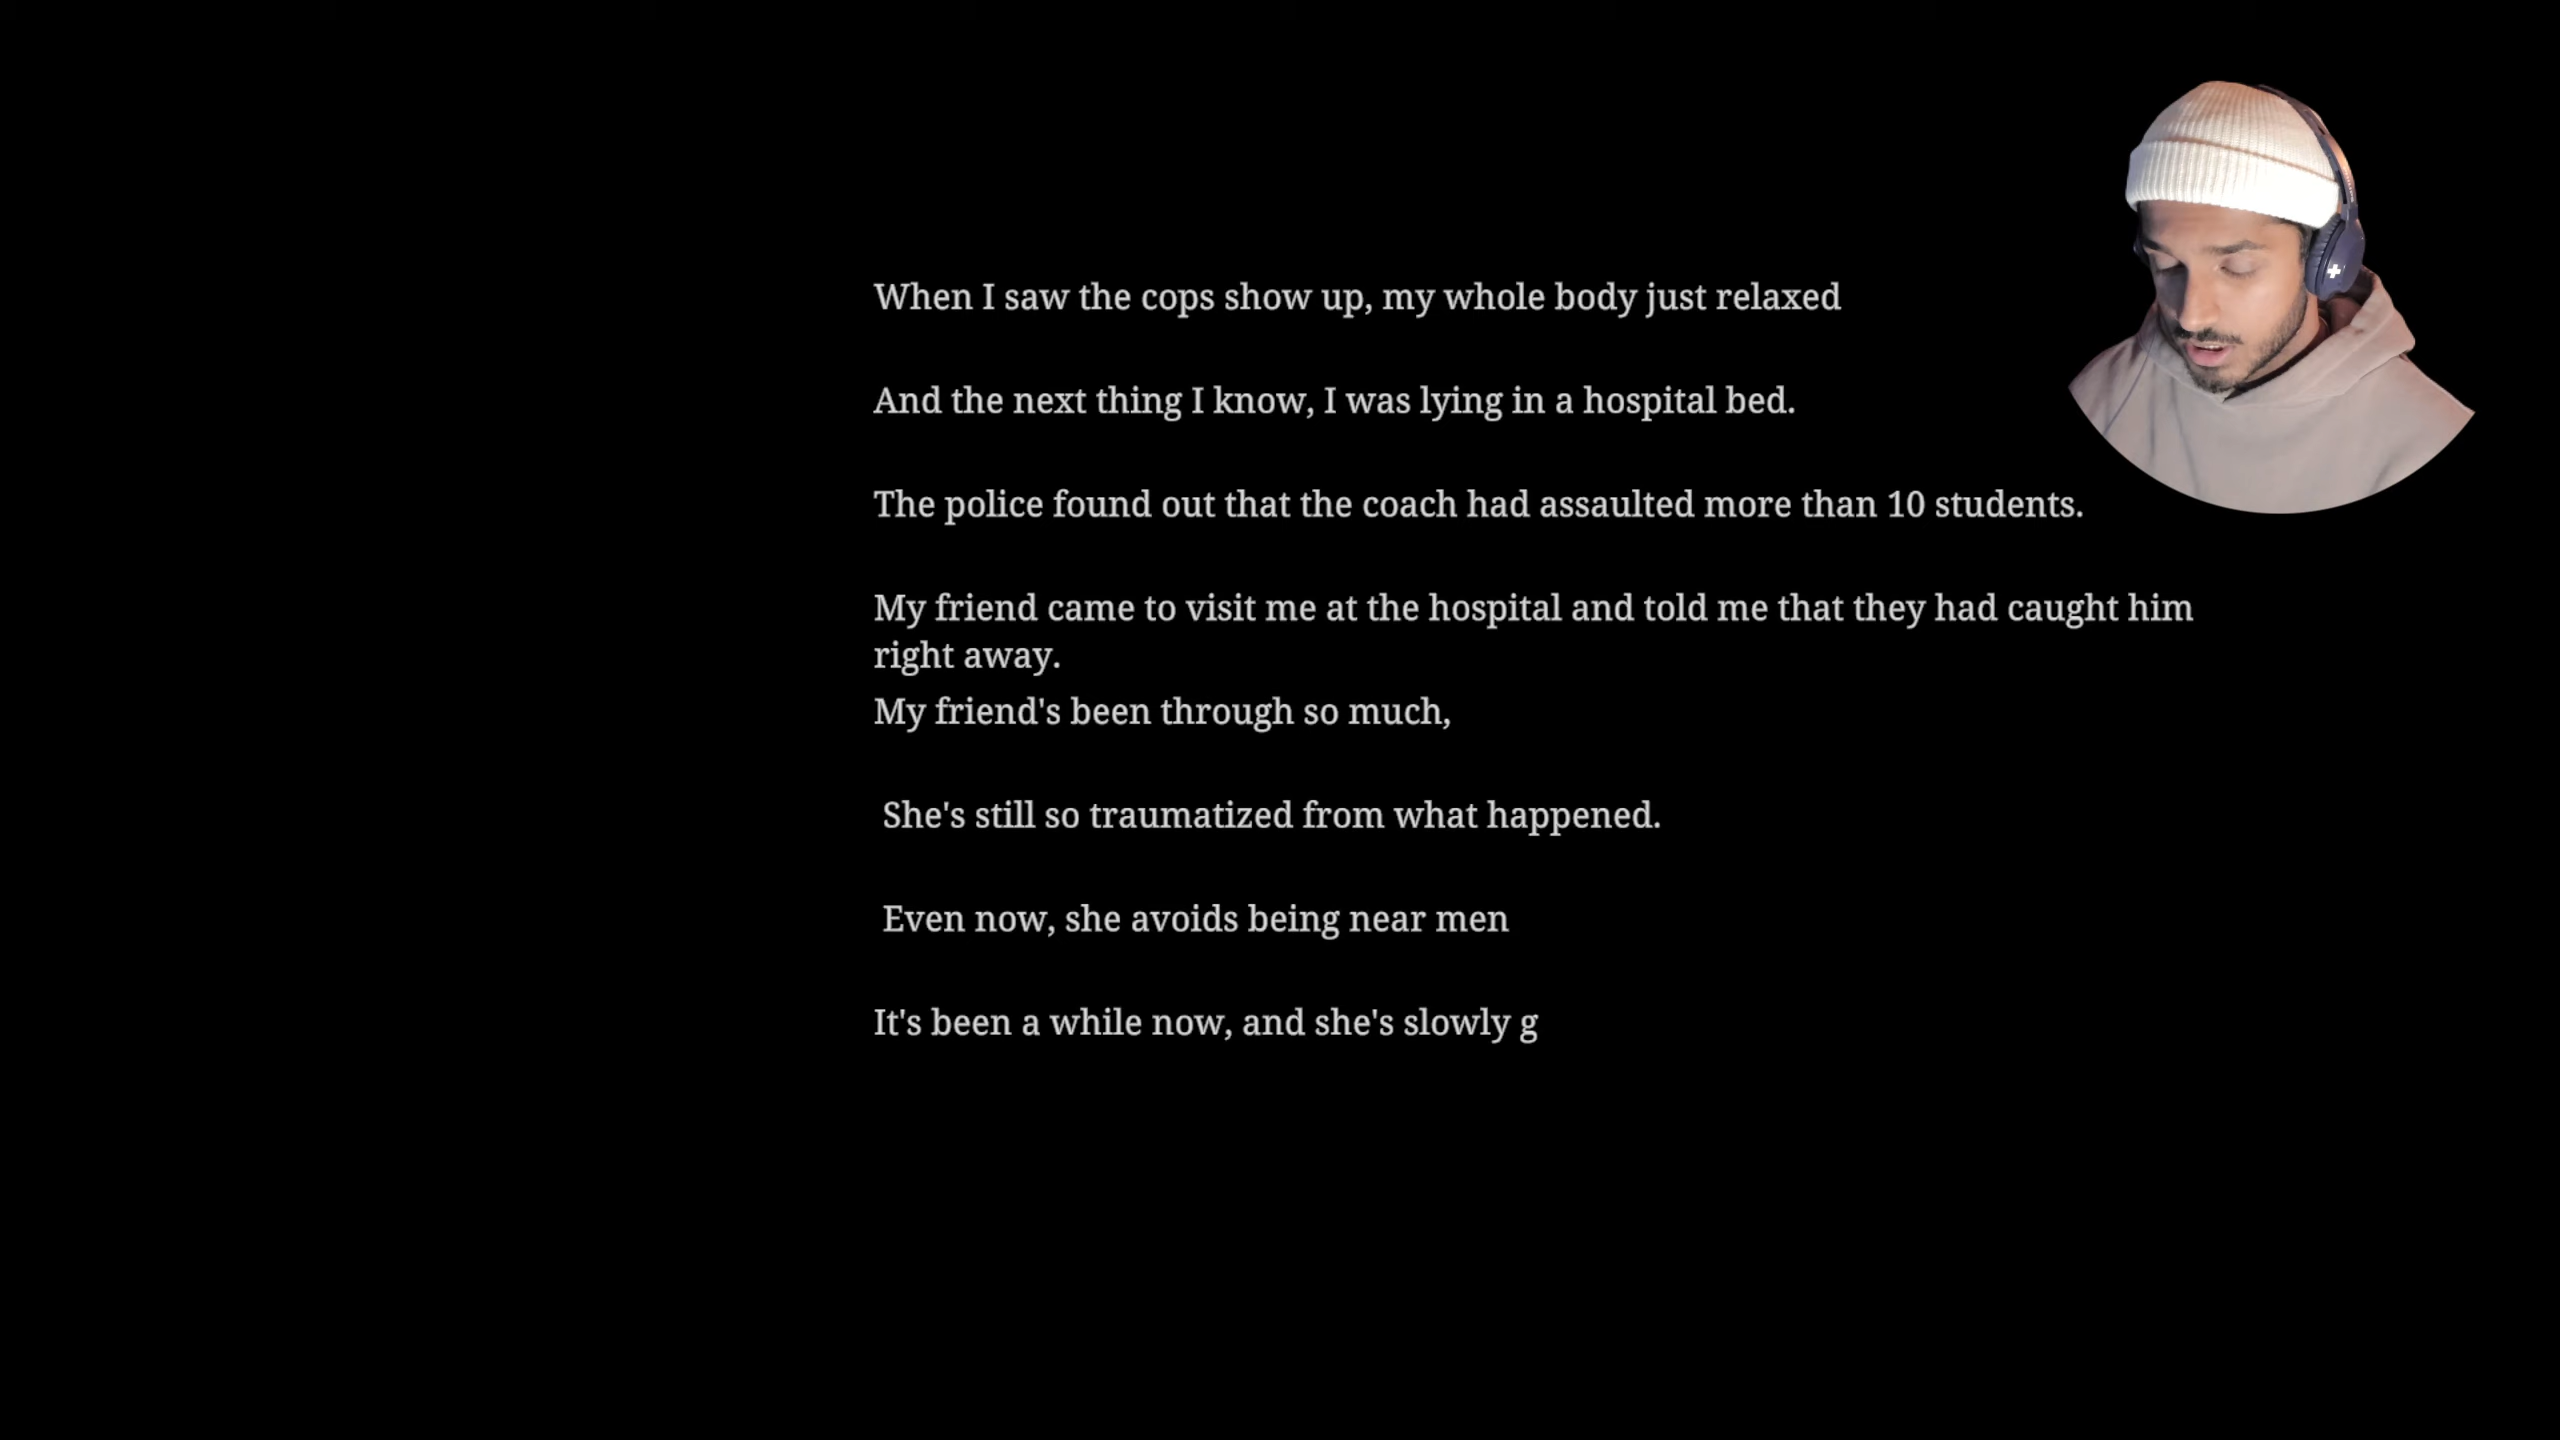 When I saw the cops show up, my whole body just relaxed
And the next thing I know, I was lying in a hospital bed.
The police found out that the coach had assaulted more than 10 students.
My friend came to visit me at the hospital and told me that they had caught him
right away.
My friend's been through so much,
She's still so traumatized from what happened.
Even now, she avoids being near men
It's been a while now, and she's slowly g